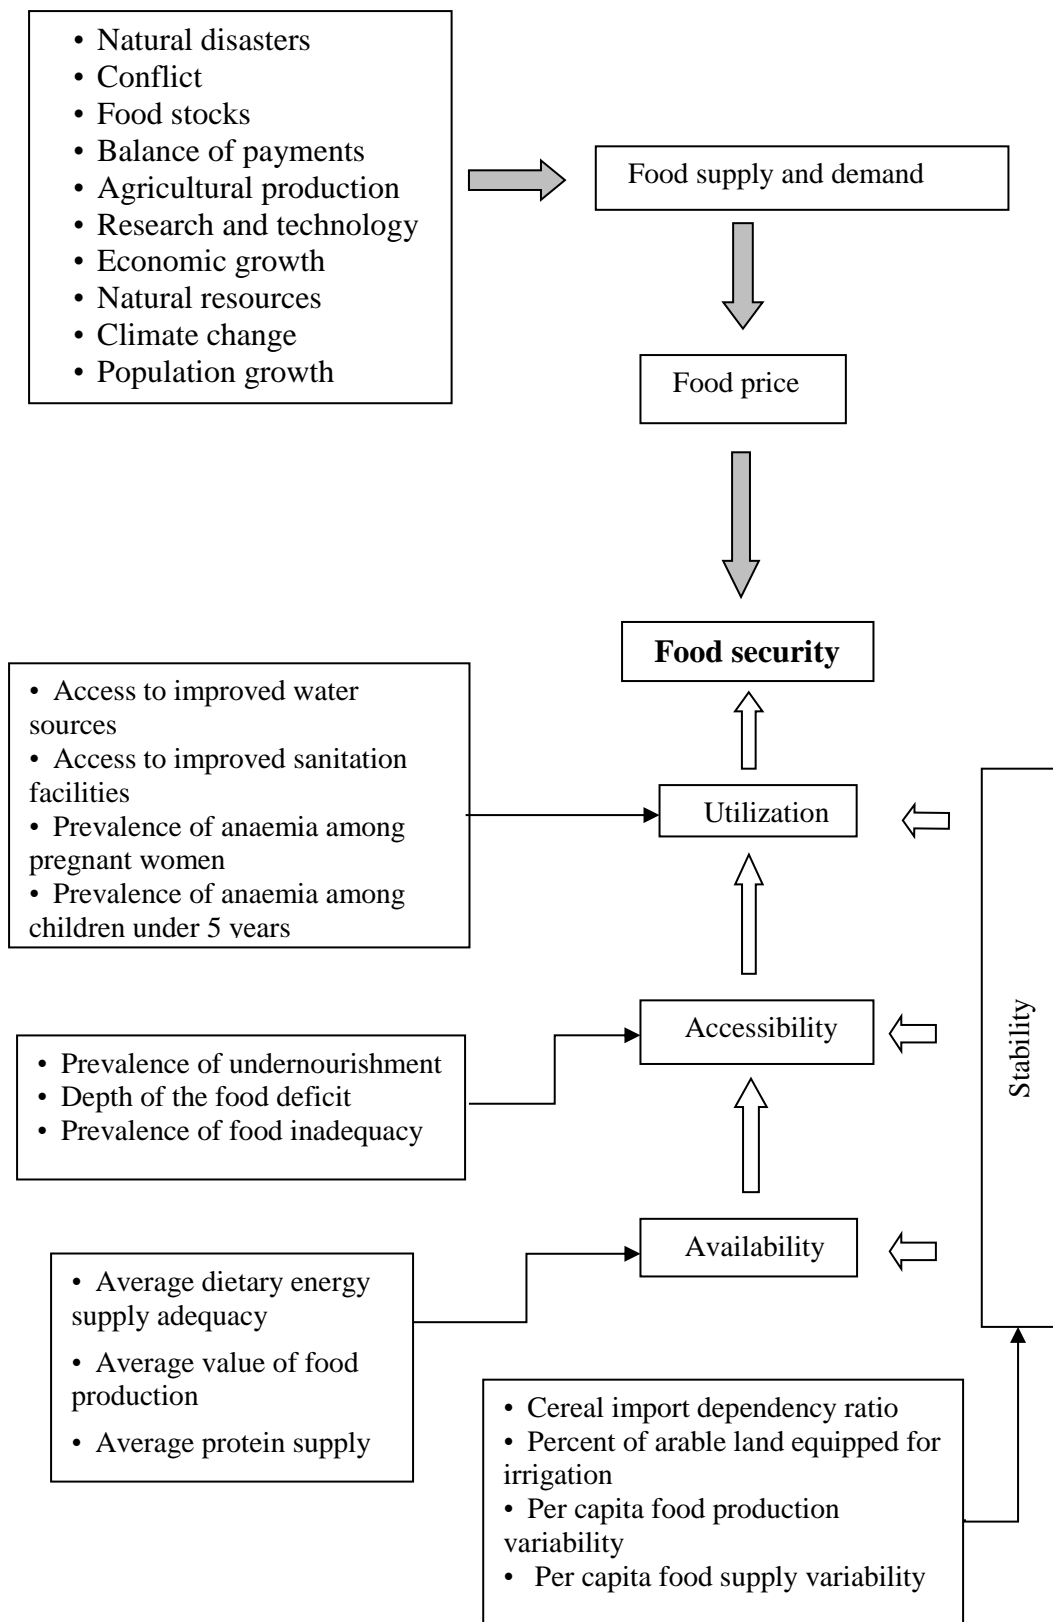 • Natural disasters
• Conflict
• Food stocks
• Balance of payments
• Agricultural production
• Research and technology
• Economic growth
• Natural resources
• Climate change
• Population growth
Food supply and demand
Food price
Food security
• Access to improved water
sources
• Access to improved sanitation
facilities
• Prevalence of anaemia among
pregnant women
• Prevalence of anaemia among
children under 5 years
Utilization
Accessibility
Stability
• Prevalence of undernourishment
• Depth of the food deficit
• Prevalence of food inadequacy
Availability
• Average dietary energy
supply adequacy
• Average value of food
production
• Average protein supply
• Cereal import dependency ratio
• Percent of arable land equipped for
irrigation
• Per capita food production
variability
• Per capita food supply variability